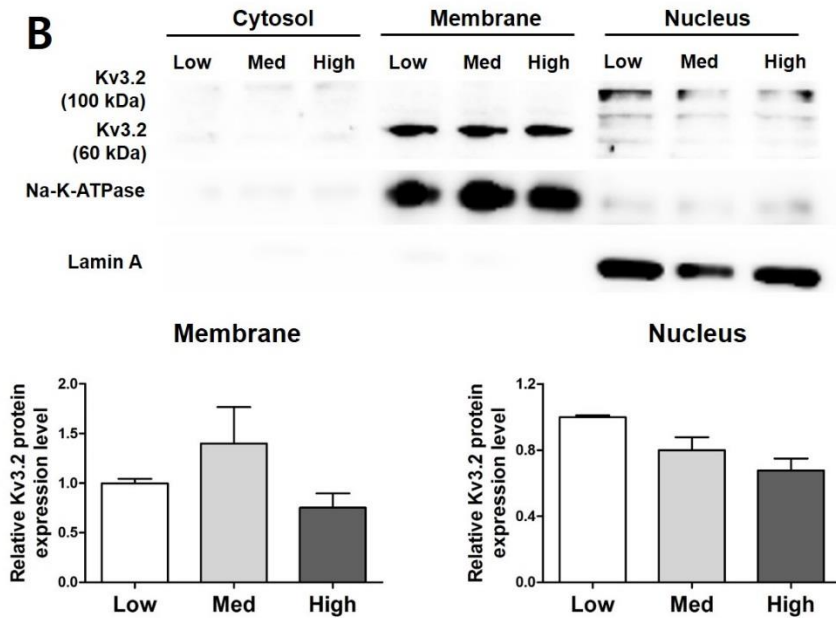 B
Cytosol Membrane Nucleus
Low Med High Low Med High Low Med High
Kv3.2
(100 kDa)
Kv3.2
(60 kDa)
Na-K-ATPase
Lamin A
Membrane
Relative Kv3.2 protein
expression level
2.0
1.5
1.0
0.5
0.0
Low Med High
Nucleus
Relative Kv3.2 protein
expression level
1.2
0.8
0.4
0.0
Low Med High